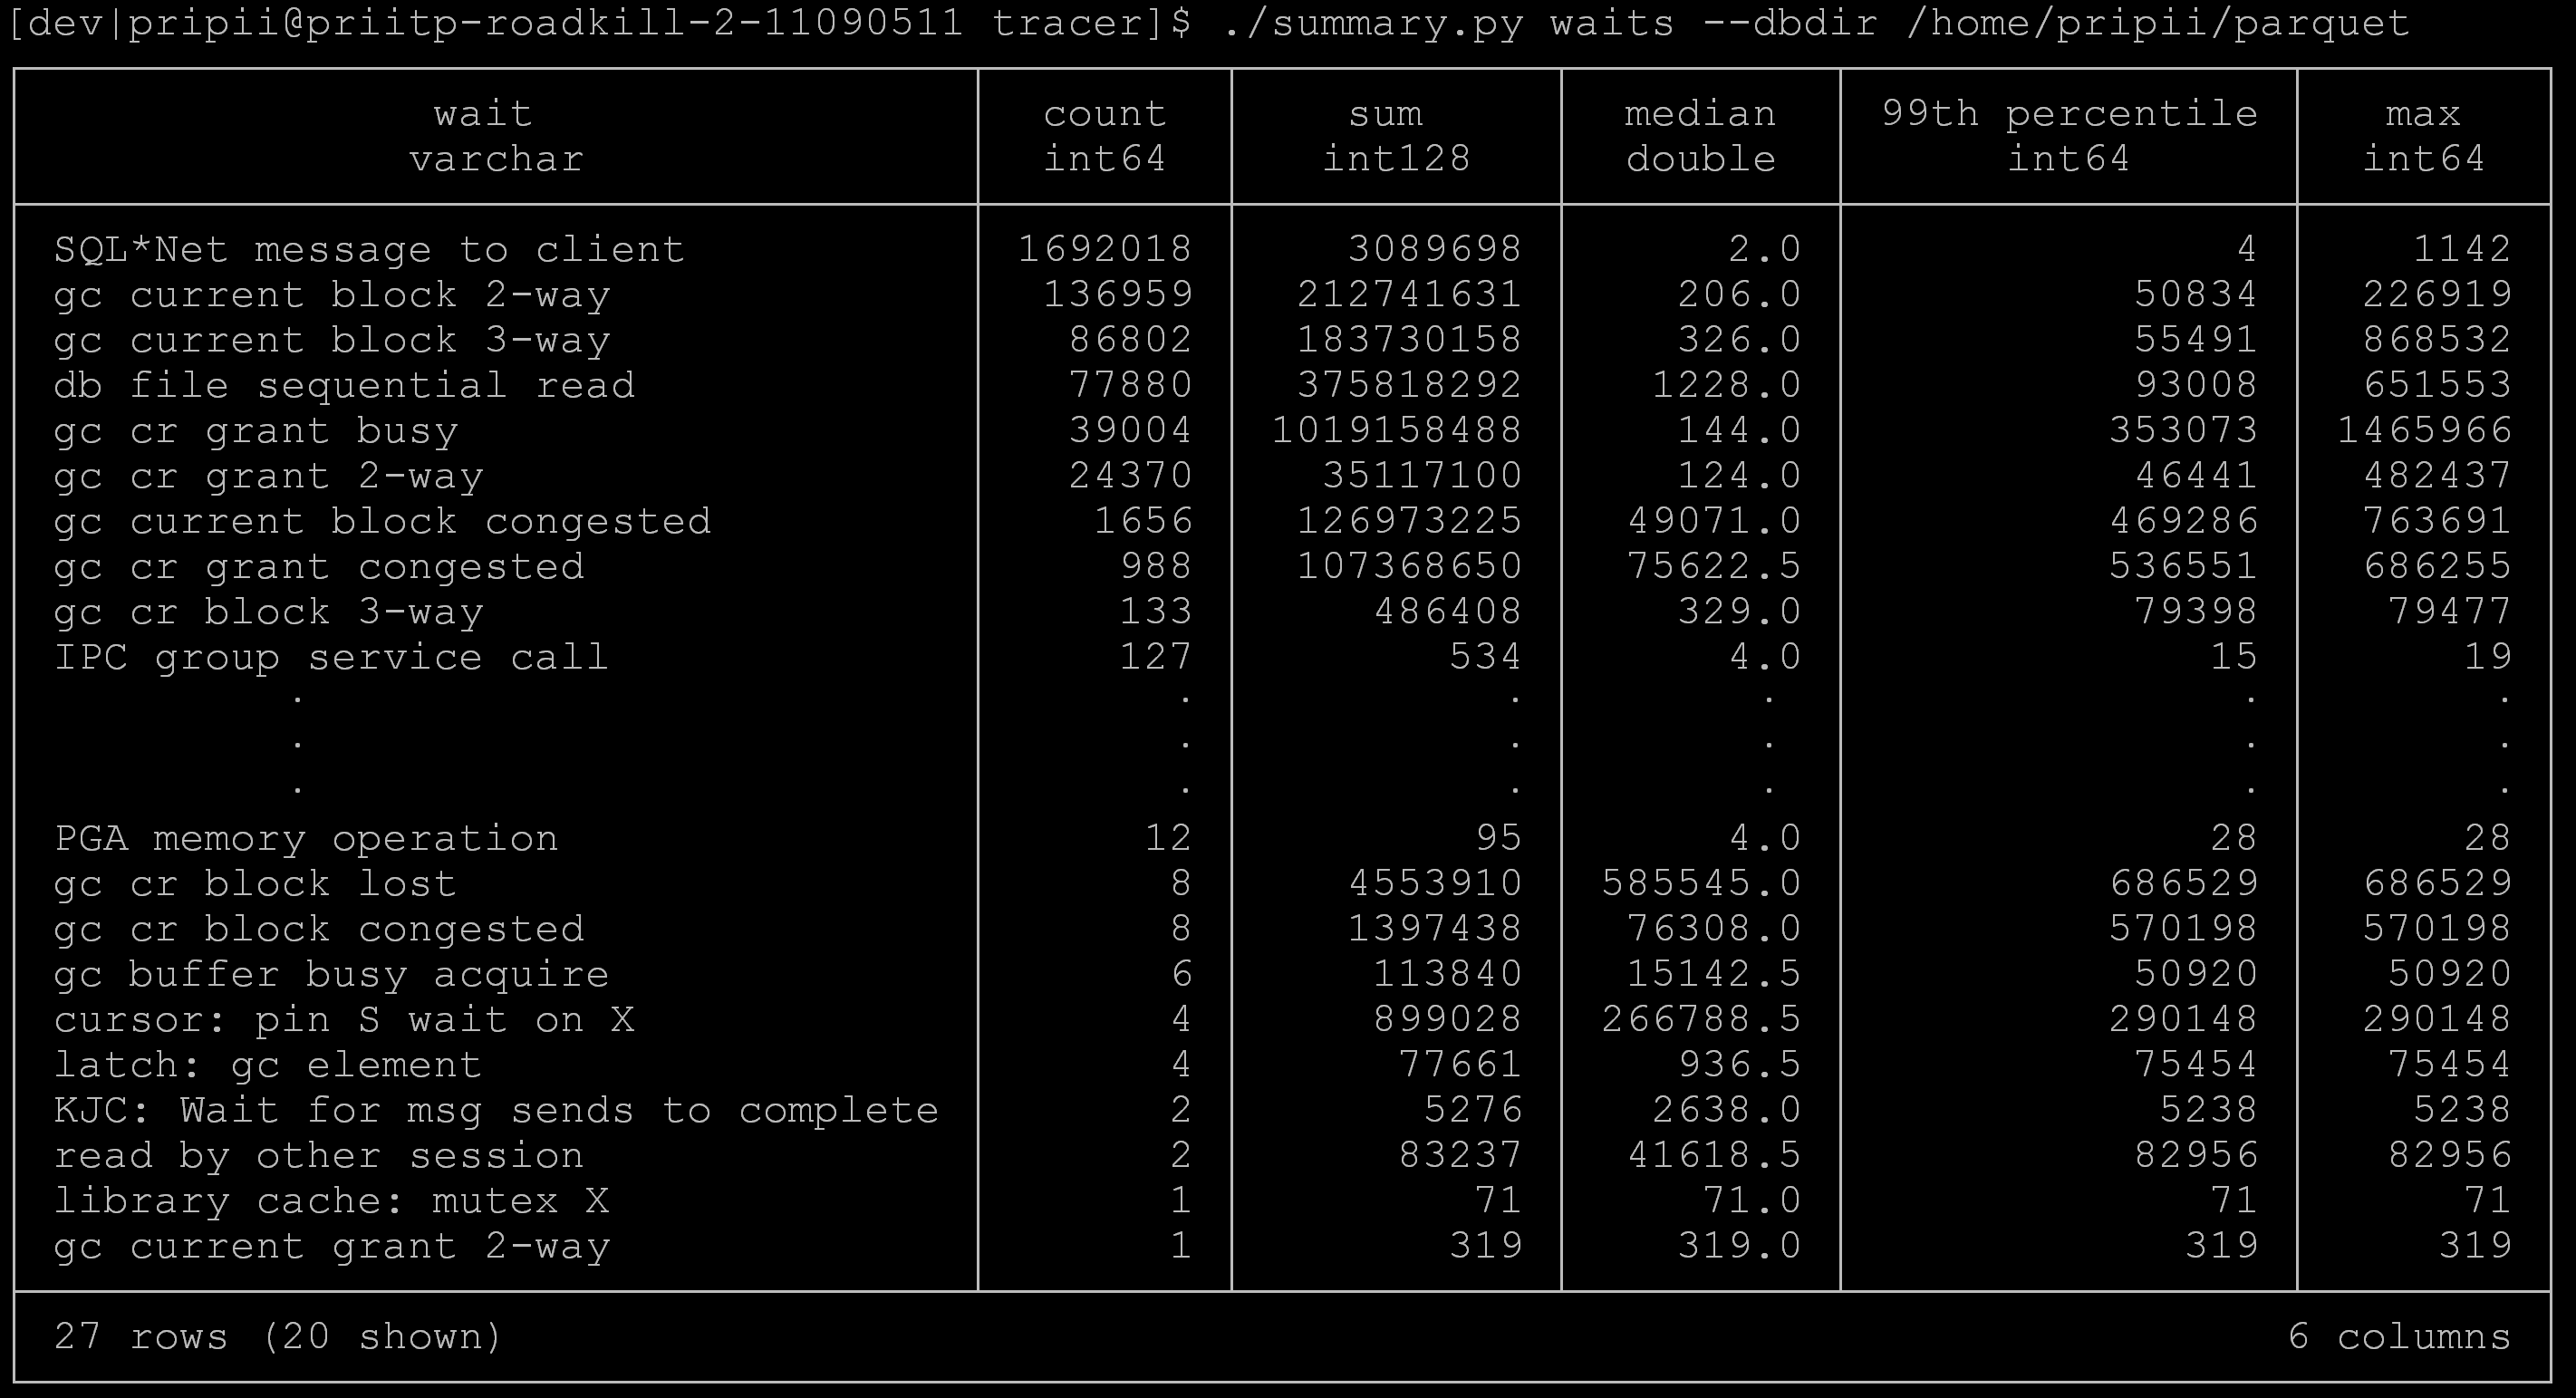 [dev|pripii@priitp-roadkill-2-11090511 tracer]$ ./summary.py waits --dbdir /home/pripii/parquet
wait count sum median 99th percentile max
varchar int64 int128 double int64 int64
SQL*Net message to client 1692018 3089698 2.0 4 1142
gc current block 2-way 136959 212741631 206.0 50834 226919
gc current block 3-way 86802 183730158 326.0 55491 868532
db file sequential read 77880 375818292 1228.0 93008 651553
gc cr grant busy 39004 1019158488 144.0 353073 1465966
gc cr grant 2-way 24370 35117100 124.0 46441 482437
gc current block congested 1656 126973225 49071.0 469286 763691
gc cr grant congested 988 107368650 75622.5 536551 686255
gc cr block 3-way 133 486408 329.0 79398 79477
IPC group service call 127 534 4.0 15 19
· · · · · ·
· · · · · ·
· · · · · ·
PGA memory operation 12 95 4.0 28 28
gc cr block lost 8 4553910 585545.0 686529 686529
gc cr block congested 8 1397438 76308.0 570198 570198
gc buffer busy acquire 6 113840 15142.5 50920 50920
cursor: pin S wait on X 4 899028 266788.5 290148 290148
latch: gc element 4 77661 936.5 75454 75454
KJC: Wait for msg sends to complete 2 5276 2638.0 5238 5238
read by other session 2 83237 41618.5 82956 82956
library cache: mutex X 1 71 71.0 71 71
gc current grant 2-way 1 319 319.0 319 319
27 rows (20 shown) 6 columns